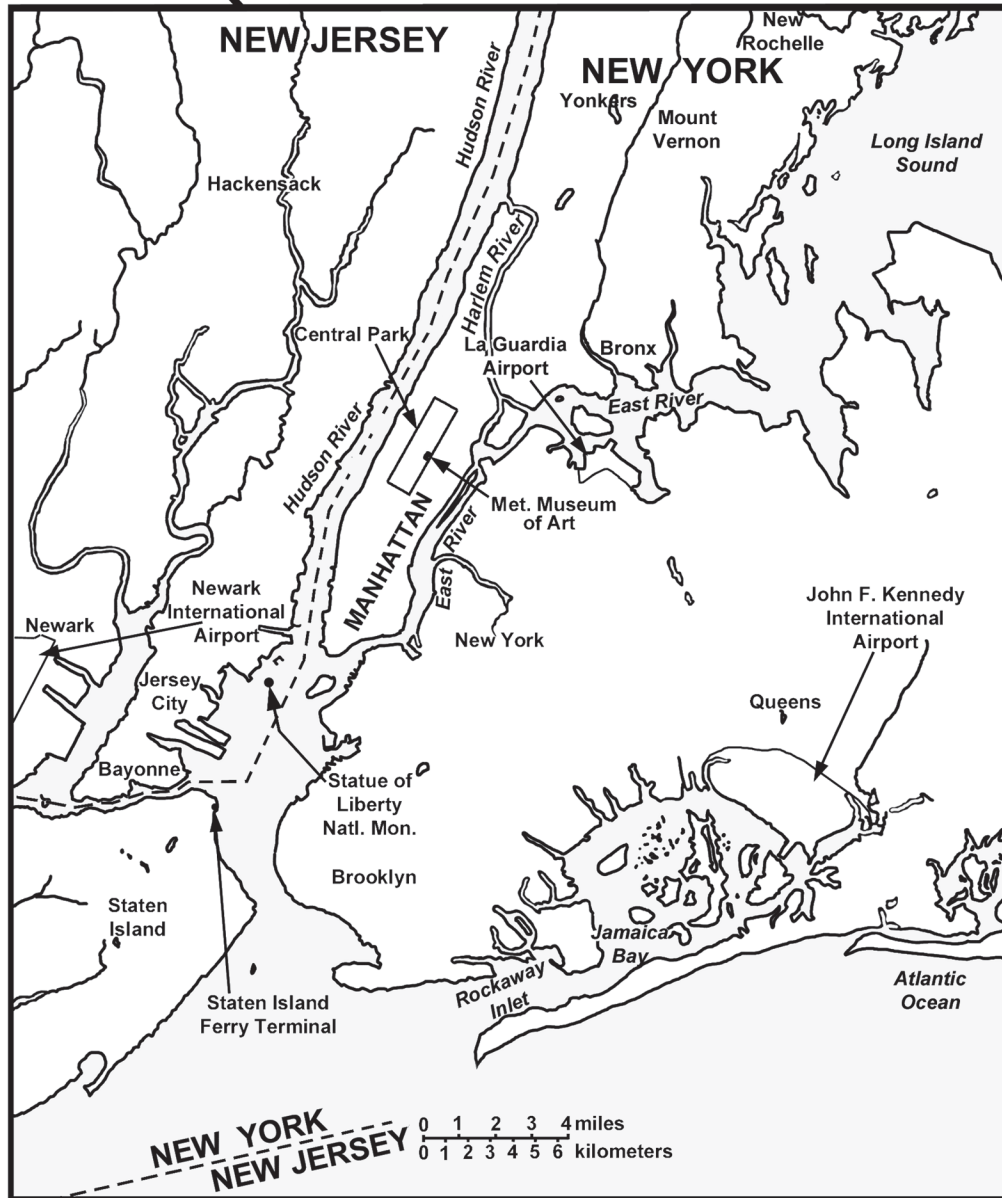 NEW JERSEY
New
Rochelle
NEW YORK
Yonkers
Mount
Vernon
Hudson River
Long Island
Sound
Hackensack
Harlem River
Central Park
La Guardia
Airport
Bronx
East River
Hudson River
Met. Museum
of Art
MANHATTAN
East River
Newark
International
Airport
Newark
John F. Kennedy
International
Airport
New York
Jersey
City
Queens
Bayonne
Statue of
Liberty
Natl. Mon.
Brooklyn
Staten
Island
Jamaica
Bay
Rockaway
Inlet
Atlantic
Ocean
Staten Island
Ferry Terminal
NEW YORK
NEW JERSEY
0 1 2 3 4 miles
0 1 2 3 4 5 6 kilometers